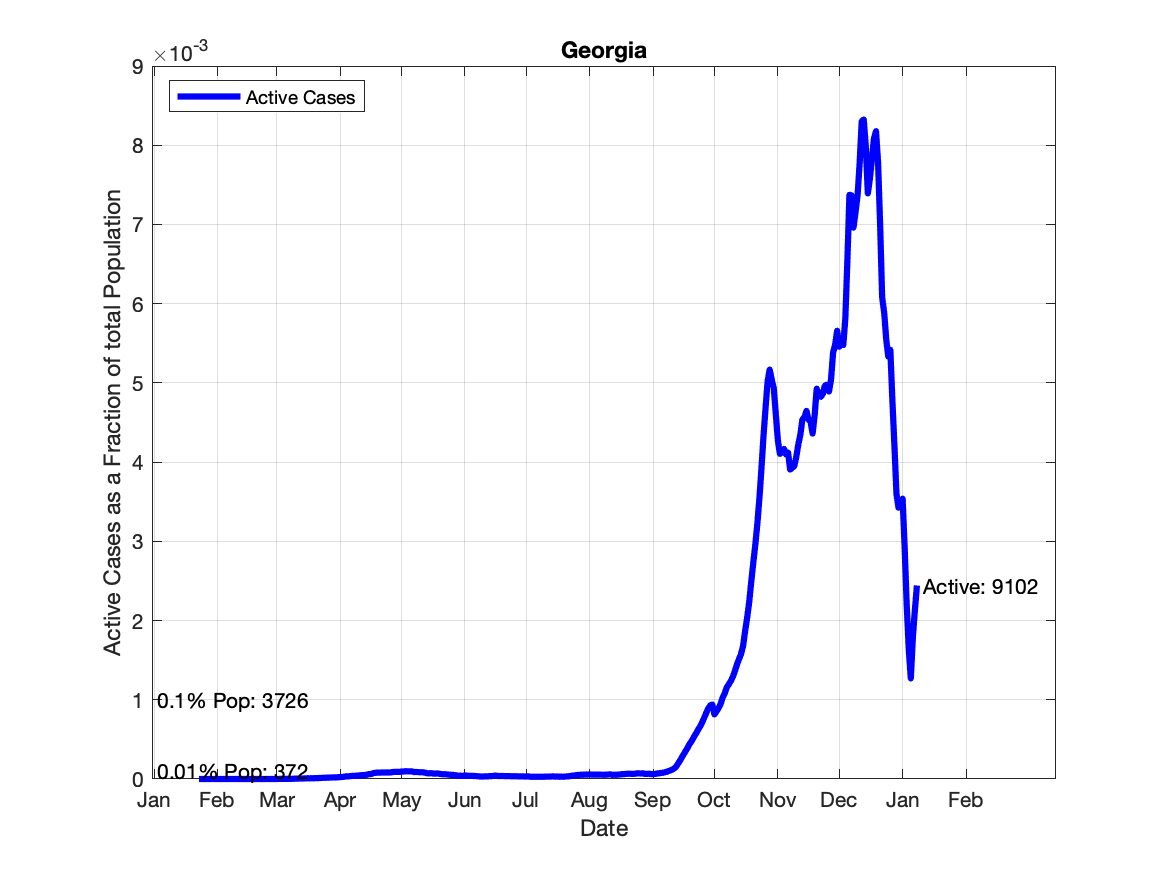 Georgia
×10-3
Active Cases
9
8
7
6
5
4
3
2
1
0
Active Cases as a Fraction of total Population
0.1% Pop: 3726
0.01% Pop: 372
Active: 9102
Jan Feb Mar Apr May Jun Jul Aug Sep Oct Nov Dec Jan Feb
Date